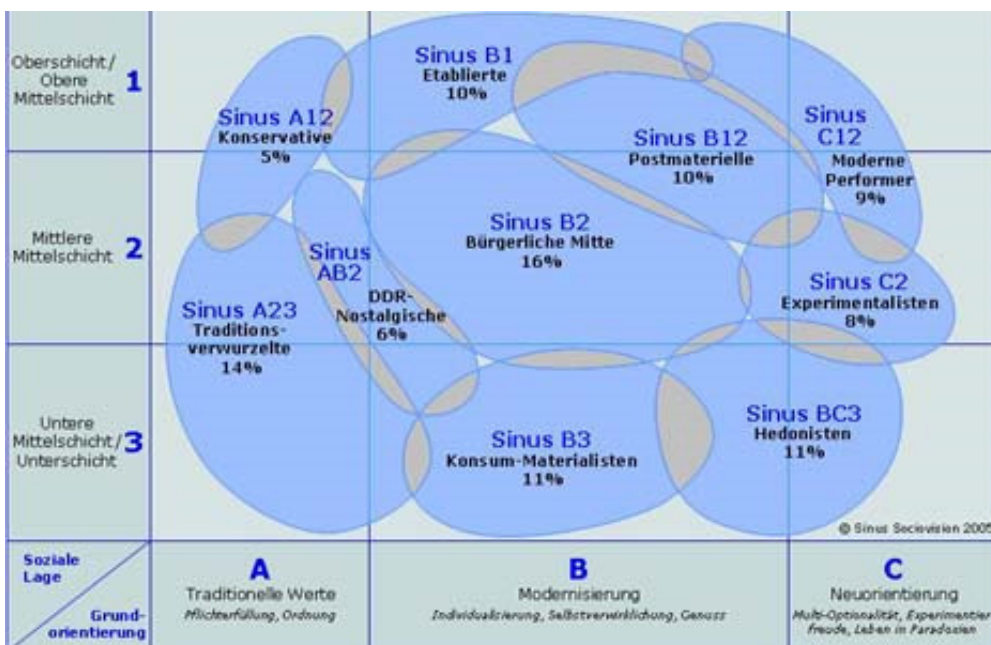 Oberschicht/
Obere
Mittelschicht
1
Mittlere
Mittelschicht
2
Untere
Mittelschicht/
Unterschicht
3
Sinus B1
Etablierte
10%
Sinus A12
Konservative
5%
Sinus B12
Postmaterielle
10%
Sinus
C12
Moderne
Performer
9%
Sinus B2
Bürgerliche Mitte
16%
Sinus
AB2
DDR-
Nostalgische
6%
Sinus A23
Traditions-
verwurzelte
14%
Sinus C2
Experimentalisten
8%
Sinus B3
Konsum-Materialisten
11%
Sinus BC3
Hedonisten
11%
© Sinus Sociovision 2005
Soziale
Lage
Grund-
orientierung
A
Traditionelle Werte
Pflichterfüllung, Ordnung
B
Modernisierung
Individualisierung, Selbstverwirklichung, Genuss
C
Neuorientierung
Multi-Optionalität, Experimentier
freude, Leben in Paradoxien